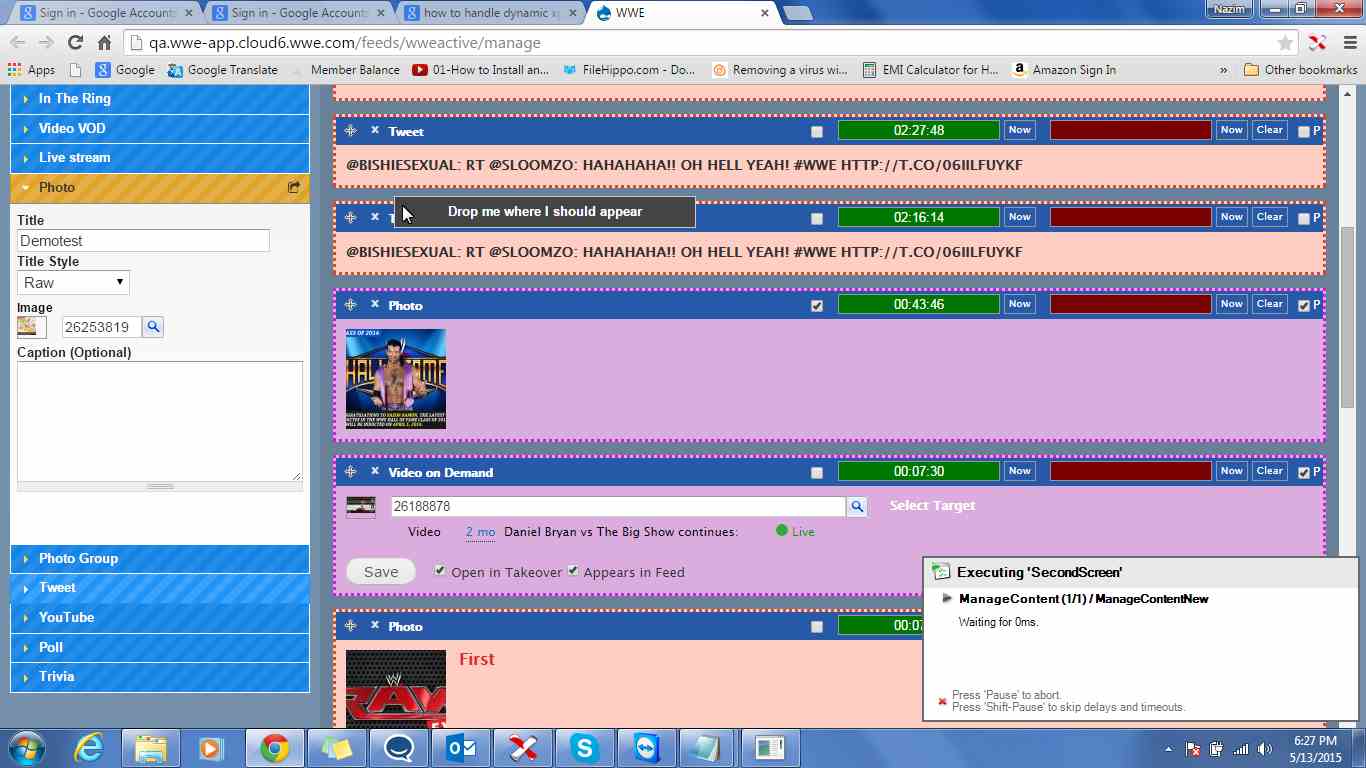 Sign in - Google Accounts
Sign in - Google Accounts
how to handle dynamic xp
WWE
Nazim
qa.wwe-app.cloud6.wwe.com/feeds/wweactive/manage
Apps
Google
Google Translate
Member Balance
01-How to Install an...
FileHippo.com - Do...
Removing a virus wi...
EMI Calculator for H...
Amazon Sign In
»
Other bookmarks
In The Ring
Video VOD
Live stream
Photo
Title
Demotest
Title Style
Raw
Image
26253819
Caption (Optional)
Photo Group
Tweet
YouTube
Poll
Trivia
Tweet 02:27:48 Now Now Clear P
@BISHIESEXUAL: RT @SLOOMZO: HAHAHAHA!! OH HELL YEAH! #WWE HTTP://T.CO/06IILFUYKF
Drop me where I should appear
02:16:14 Now Now Clear P
@BISHIESEXUAL: RT @SLOOMZO: HAHAHAHA!! OH HELL YEAH! #WWE HTTP://T.CO/06IILFUYKF
Photo 00:43:46 Now Now Clear P
ASS OF 2014
HALL FAME
Video on Demand 00:07:30 Now Now Clear P
26188878 Select Target
Video 2 mo Daniel Bryan vs The Big Show continues: Live
Save Open in Takeover Appears in Feed
Photo 00:07
First
RAW
Executing 'SecondScreen'
ManageContent (1/1) / ManageContentNew
Waiting for 0ms.
Press 'Pause' to abort.
Press 'Shift-Pause' to skip delays and timeouts.
6:27 PM
5/13/2015